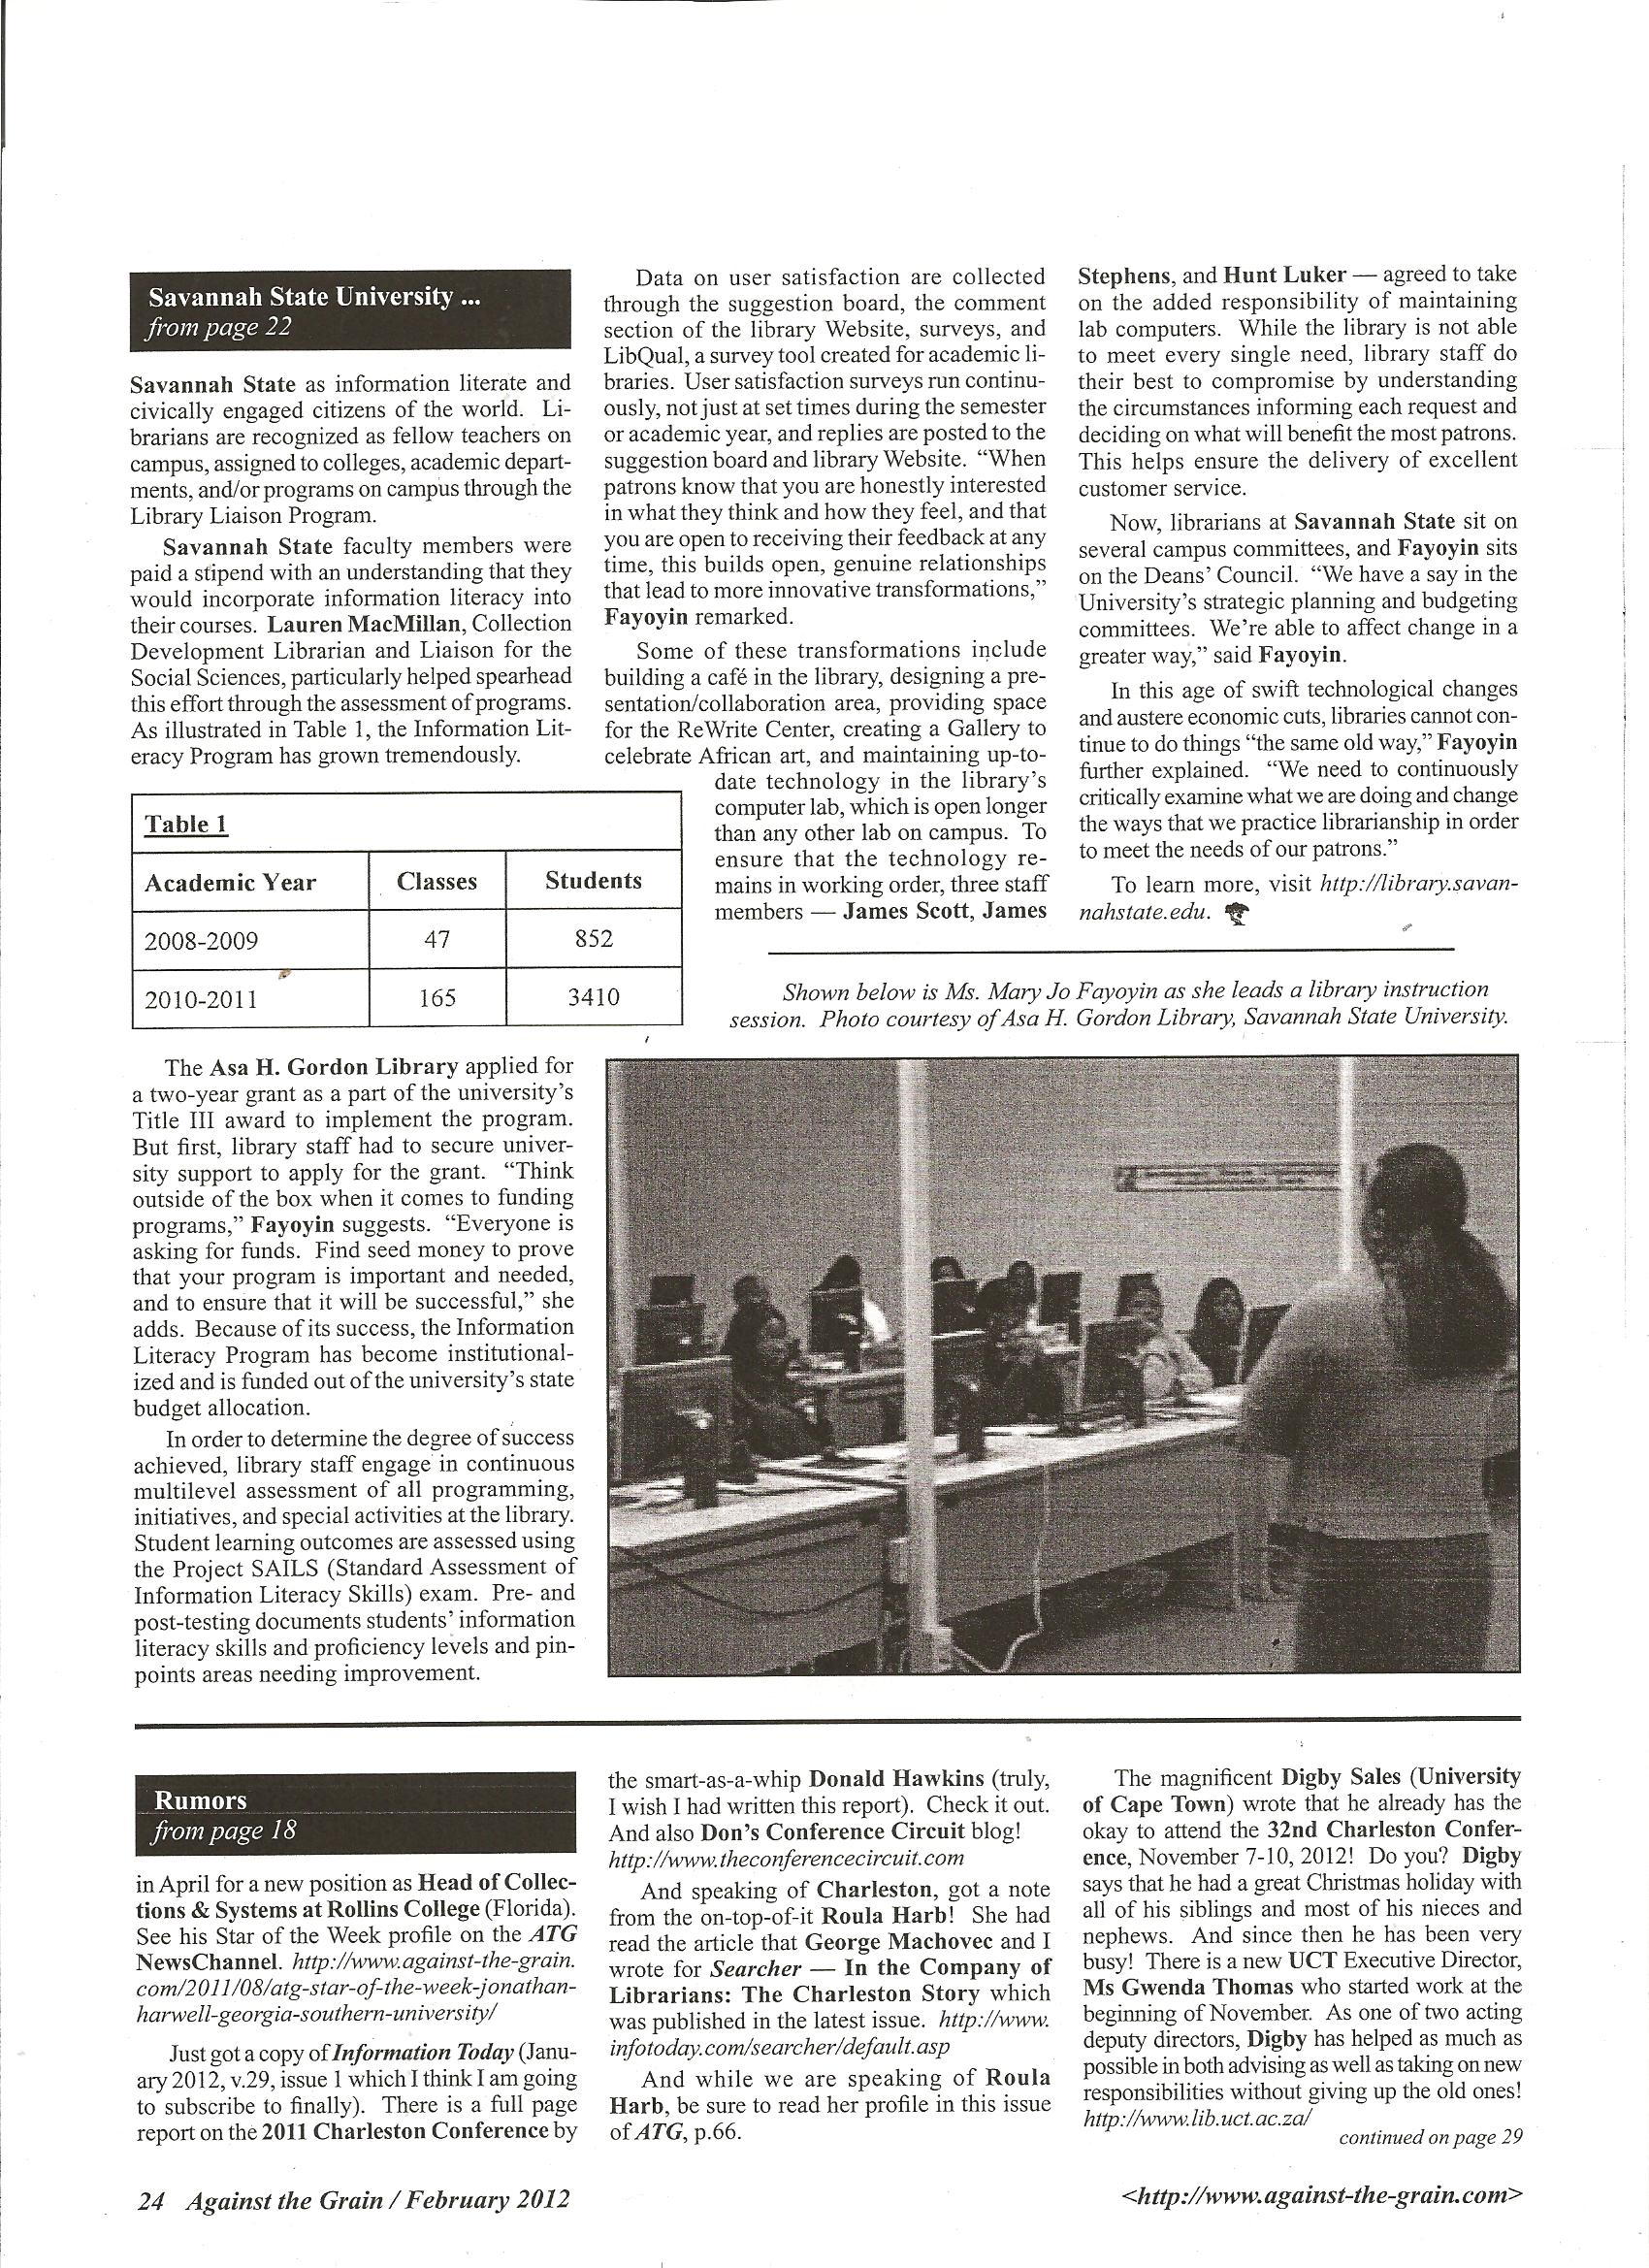 Savannah State University ...
from page 22
Savannah State as information literate and
civically engaged citizens of the world. Li-
brarians are recognized as fellow teachers on
campus, assigned to colleges, academic depart-
ments, and/or programs on campus through the
Library Liaison Program.
Savannah State faculty members were
paid a stipend with an understanding that they
would incorporate information literacy into
their courses. Lauren MacMillan, Collection
Development Librarian and Liaison for the
Social Sciences, particularly helped spearhead
this effort through the assessment of programs.
As illustrated in Table 1, the Information Lit-
eracy Program has grown tremendously.
Table 1
Academic Year Classes Students
2008-2009 47 852
2010-2011 165 3410
The Asa H. Gordon Library applied for
a two-year grant as a part of the university's
Title III award to implement the program.
But first, library staff had to secure univer-
sity support to apply for the grant. "Think
outside of the box when it comes to funding
programs," Fayoyin suggests. "Everyone is
asking for funds. Find seed money to prove
that your program is important and needed,
and to ensure that it will be successful," she
adds. Because of its success, the Information
Literacy Program has become institutional-
ized and is funded out of the university's state
budget allocation.
In order to determine the degree of success
achieved, library staff engage in continuous
multilevel assessment of all programming,
initiatives, and special activities at the library.
Student learning outcomes are assessed using
the Project SAILS (Standard Assessment of
Information Literacy Skills) exam. Pre- and
post-testing documents students' information
literacy skills and proficiency levels and pin-
points areas needing improvement.
Data on user satisfaction are collected
through the suggestion board, the comment
section of the library Website, surveys, and
LibQual, a survey tool created for academic li-
braries. User satisfaction surveys run continu-
ously, not just at set times during the semester
or academic year, and replies are posted to the
suggestion board and library Website. "When
patrons know that you are honestly interested
in what they think and how they feel, and that
you are open to receiving their feedback at any
time, this builds open, genuine relationships
that lead to more innovative transformations,"
Fayoyin remarked.
Some of these transformations include
building a café in the library, designing a pre-
sentation/collaboration area, providing space
for the ReWrite Center, creating a Gallery to
celebrate African art, and maintaining up-to-
date technology in the library's
computer lab, which is open longer
than any other lab on campus. To
ensure that the technology re-
mains in working order, three staff
members — James Scott, James
Stephens, and Hunt Luker — agreed to take
on the added responsibility of maintaining
lab computers. While the library is not able
to meet every single need, library staff do
their best to compromise by understanding
the circumstances informing each request and
deciding on what will benefit the most patrons.
This helps ensure the delivery of excellent
customer service.
Now, librarians at Savannah State sit on
several campus committees, and Fayoyin sits
on the Deans' Council. "We have a say in the
University's strategic planning and budgeting
committees. We're able to affect change in a
greater way," said Fayoyin.
In this age of swift technological changes
and austere economic cuts, libraries cannot con-
tinue to do things "the same old way," Fayoyin
further explained. "We need to continuously
critically examine what we are doing and change
the ways that we practice librarianship in order
to meet the needs of our patrons."
To learn more, visit http://library.savan-
nahstate.edu.
Shown below is Ms. Mary Jo Fayoyin as she leads a library instruction
session. Photo courtesy of Asa H. Gordon Library, Savannah State University.
Rumors
from page 18
in April for a new position as Head of Collec-
tions & Systems at Rollins College (Florida).
See his Star of the Week profile on the ATG
NewsChannel. http://www.against-the-grain.
com/2011/08/atg-star-of-the-week-jonathan-
harwell-georgia-southern-university/
Just got a copy of Information Today (Janu-
ary 2012, v.29, issue 1 which I think I am going
to subscribe to finally). There is a full page
report on the 2011 Charleston Conference by
the smart-as-a-whip Donald Hawkins (truly,
I wish I had written this report). Check it out.
And also Don's Conference Circuit blog!
http://www.theconferencecircuit.com
And speaking of Charleston, got a note
from the on-top-of-it Roula Harb! She had
read the article that George Machovec and I
wrote for Searcher — In the Company of
Librarians: The Charleston Story which
was published in the latest issue. http://www.
infotoday.com/searcher/default.asp
And while we are speaking of Roula
Harb, be sure to read her profile in this issue
of ATG, p.66.
The magnificent Digby Sales (University
of Cape Town) wrote that he already has the
okay to attend the 32nd Charleston Confer-
ence, November 7-10, 2012! Do you? Digby
says that he had a great Christmas holiday with
all of his siblings and most of his nieces and
nephews. And since then he has been very
busy! There is a new UCT Executive Director,
Ms Gwenda Thomas who started work at the
beginning of November. As one of two acting
deputy directors, Digby has helped as much as
possible in both advising as well as taking on new
responsibilities without giving up the old ones!
http://www.lib.uct.ac.za/
continued on page 29
24 Against the Grain / February 2012
<http://www.against-the-grain.com>